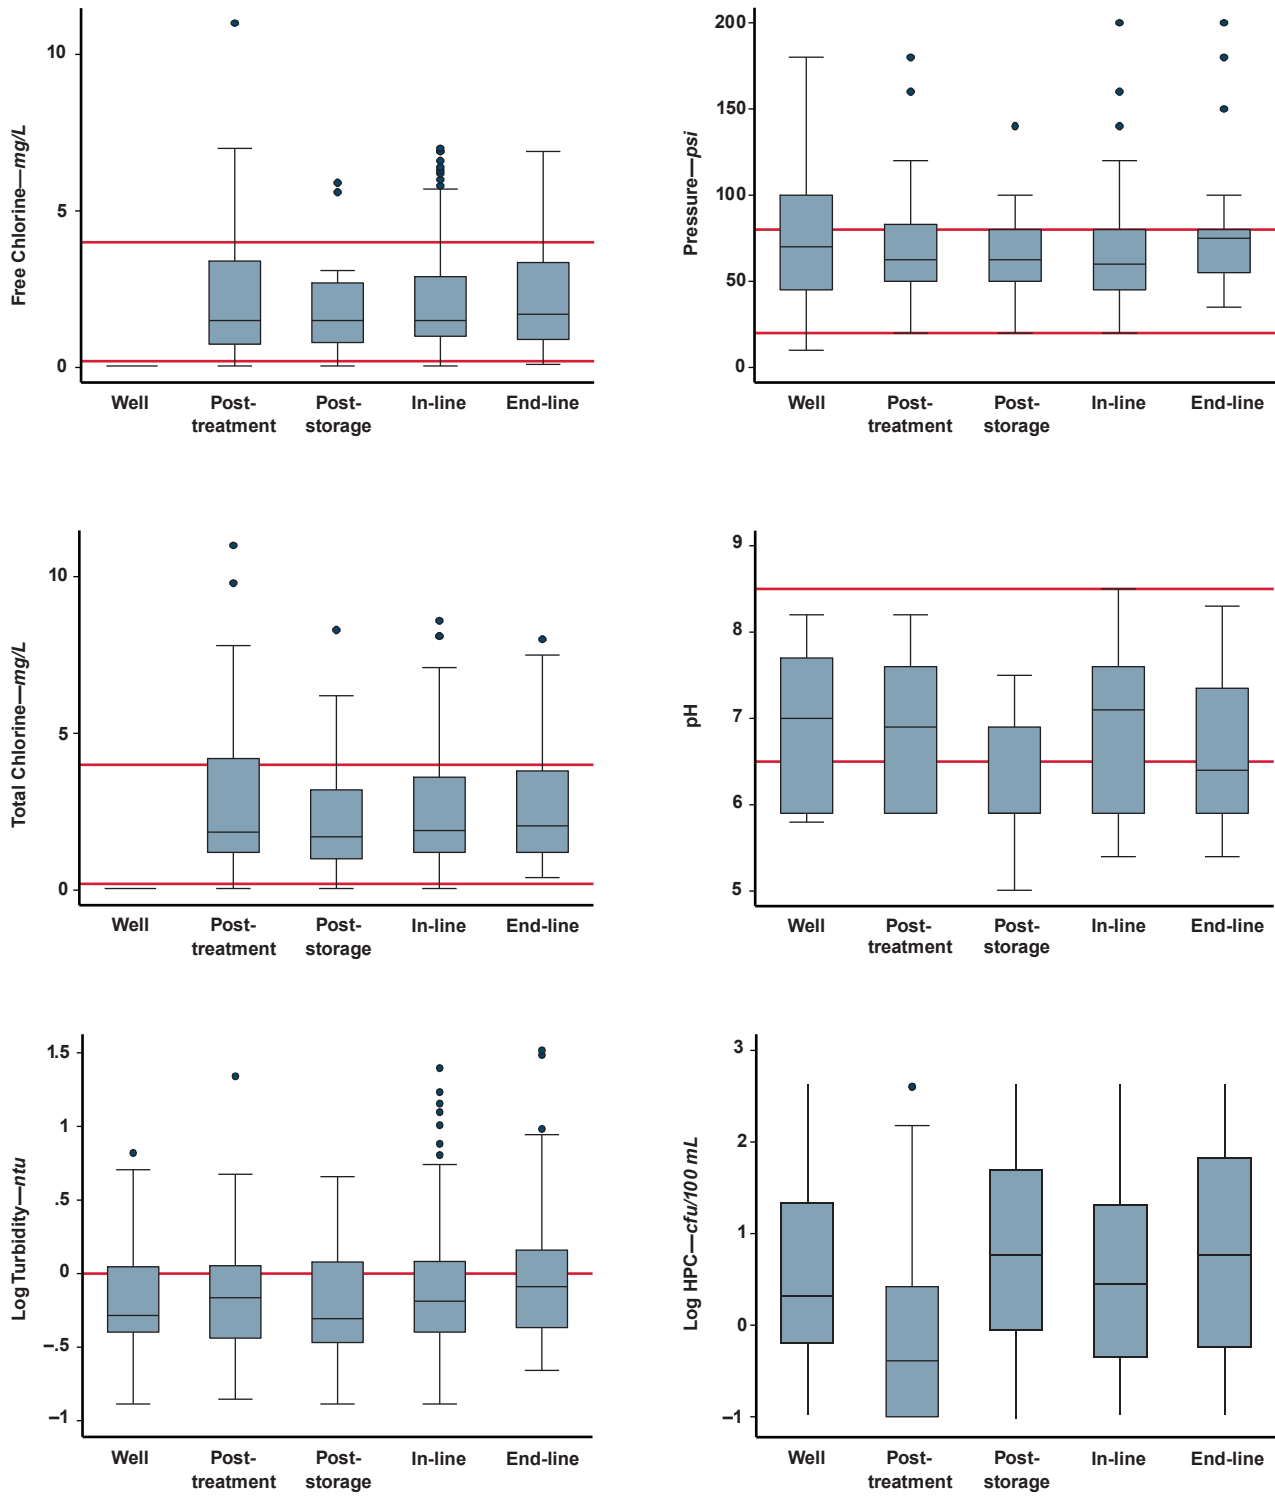 Free Chlorine—mg/L
10
5
0
Well
Post-
treatment
Post-
storage
In-line
End-line
Pressure—psi
200
150
100
50
0
Well
Post-
treatment
Post-
storage
In-line
End-line
Total Chlorine—mg/L
10
5
0
Well
Post-
treatment
Post-
storage
In-line
End-line
pH
9
8
7
6
5
Well
Post-
treatment
Post-
storage
In-line
End-line
Log Turbidity—ntu
1.5
1
.5
0
–.5
–1
Well
Post-
treatment
Post-
storage
In-line
End-line
Log HPC—cfu/100 mL
3
2
1
0
–1
Well
Post-
treatment
Post-
storage
In-line
End-line